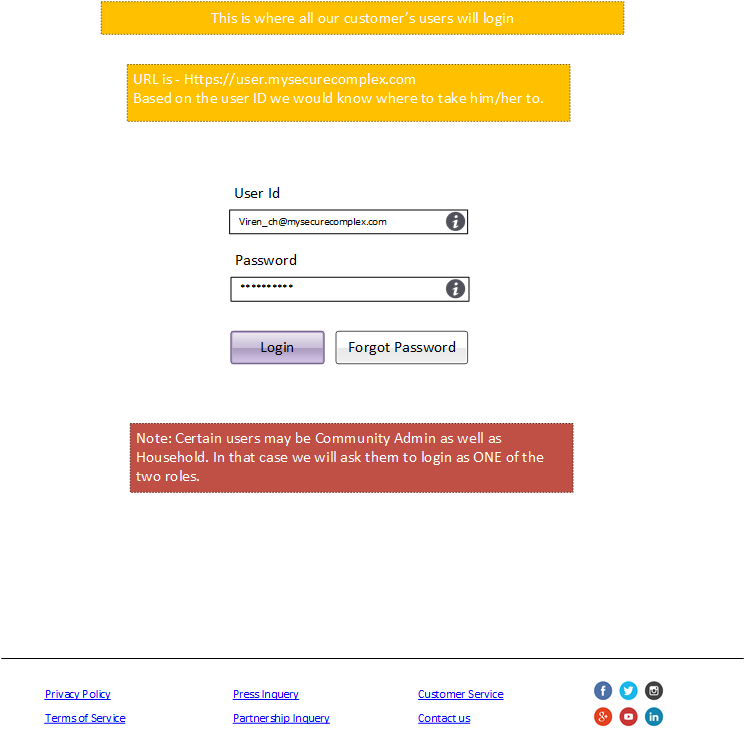 This is where all our customer's users will login
URL is - Https://user.mysecurecomplex.com
Based on the user ID we would know where to take him/her to.
User Id
Viren_ch@mysecurecomplex.com
Password
**********
Login
Forgot Password
Note: Certain users may be Community Admin as well as
Household. In that case we will ask them to login as ONE of the
two roles.
Privacy Policy
Press Inquery
Customer Service
Terms of Service
Partnership Inquery
Contact us